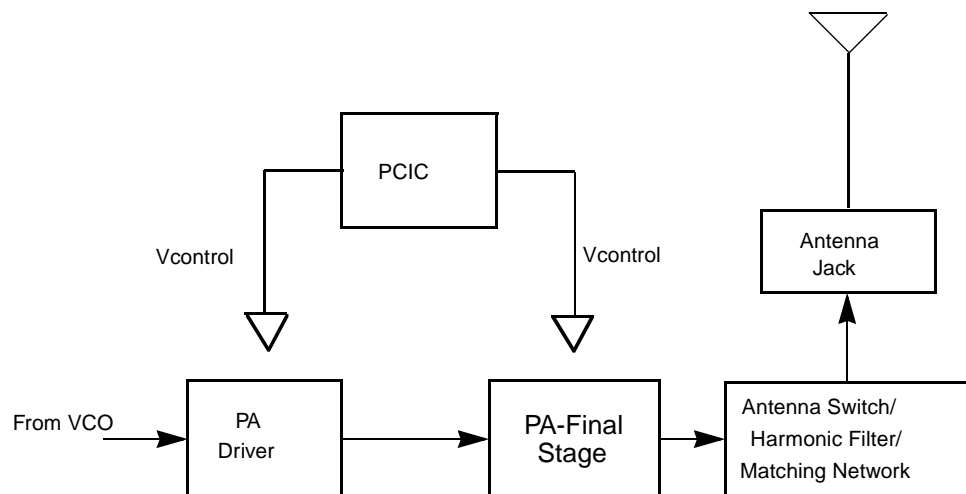 PCIC
Antenna
Jack
Vcontrol
Vcontrol
From VCO
PA
Driver
PA-Final
Stage
Antenna Switch/
Harmonic Filter/
Matching Network